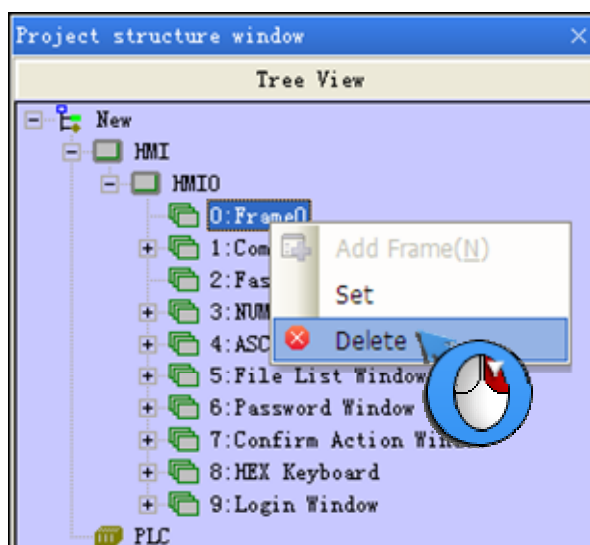 Project structure window
Tree View
New
HMI
HMI0
0:Frame0
1:Com
Add Frame(N)
2:Fas
Set
3:NUM
4:ASC
Delete
5:File List Window
6:Password Window
7:Confirm Action
8:HEX Keyboard
9:Login Window
PLC